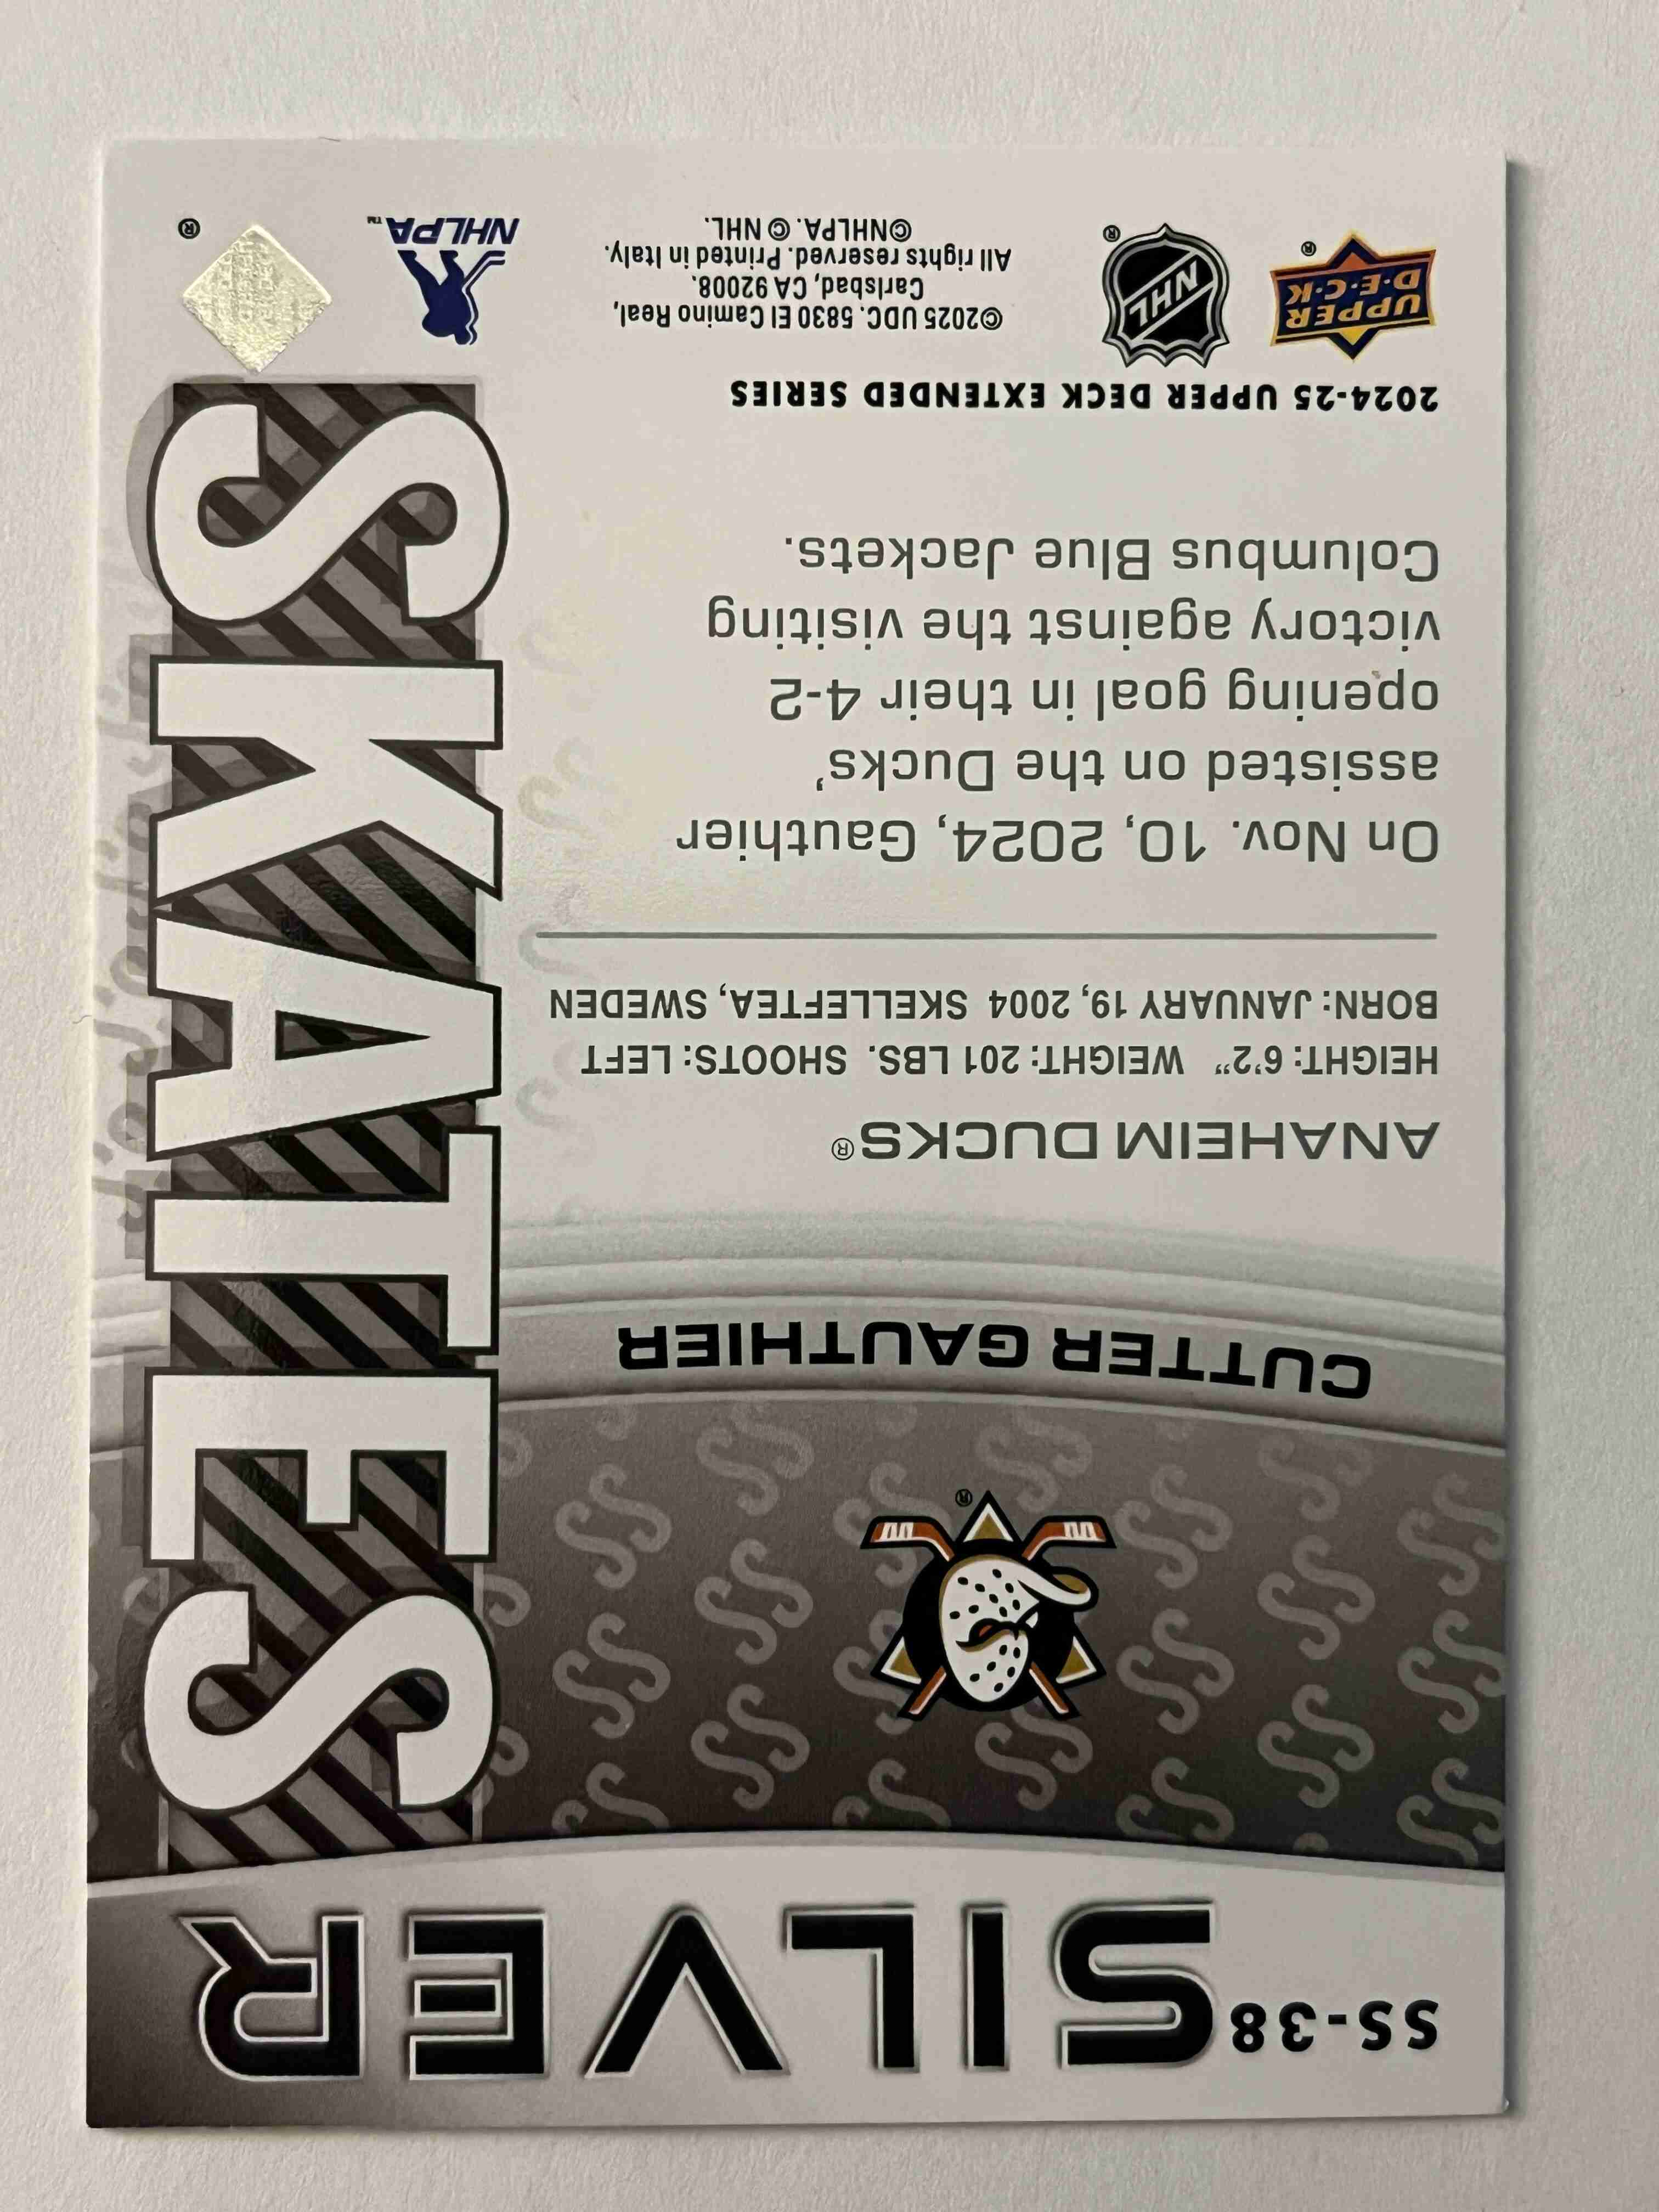 SS-38
SILVER
SKATES
®
CUTTER GAUTHIER
ANAHEIM DUCKS®
HEIGHT: 6'2" WEIGHT: 201 LBS. SHOOTS: LEFT
BORN: JANUARY 19, 2004 SKELLEFTEA, SWEDEN
On Nov. 10, 2024, Gauthier
assisted on the Ducks'
opening goal in their 4-2
victory against the visiting
Columbus Blue Jackets.
2024-25 UPPER DECK EXTENDED SERIES
UPPER
D•E•C•K
®
NHL
®
©2025 UDC. 5830 El Camino Real,
Carlsbad, CA 92008.
All rights reserved. Printed in Italy.
©NHLPA. © NHL.
NHLPA™
®